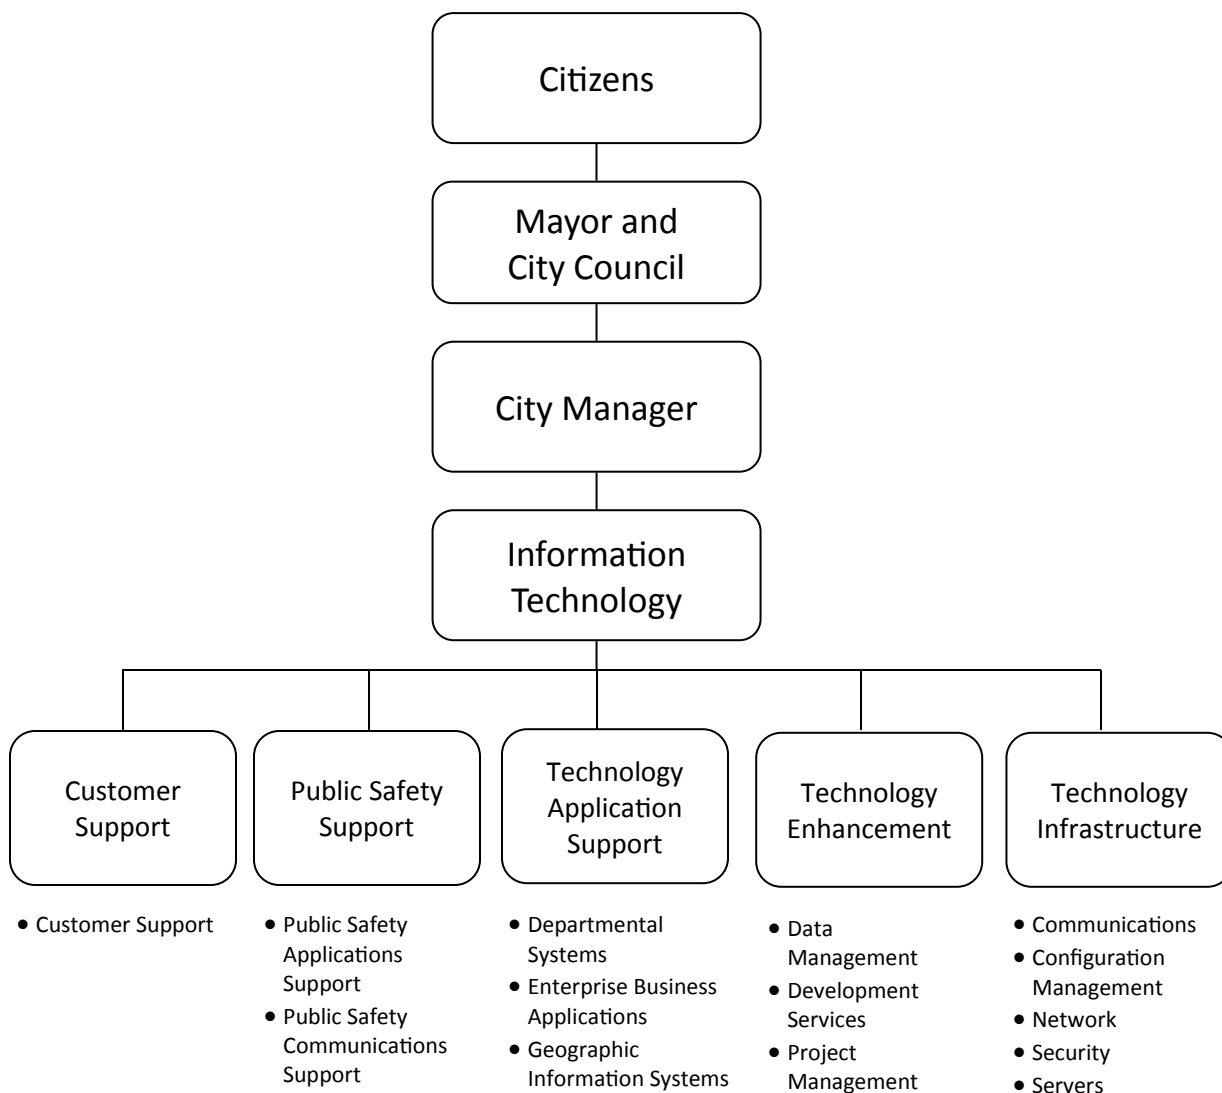 Citizens
Mayor and
City Council
City Manager
Information
Technology
Customer
Support
Public Safety
Support
Technology
Application
Support
Technology
Enhancement
Technology
Infrastructure
• Customer Support
• Public Safety
Applications
Support
• Public Safety
Communications
Support
• Departmental
Systems
• Enterprise Business
Applications
• Geographic
Information Systems
• Data
Management
• Development
Services
• Project
Management
• Communications
• Configuration
Management
• Network
• Security
• Servers